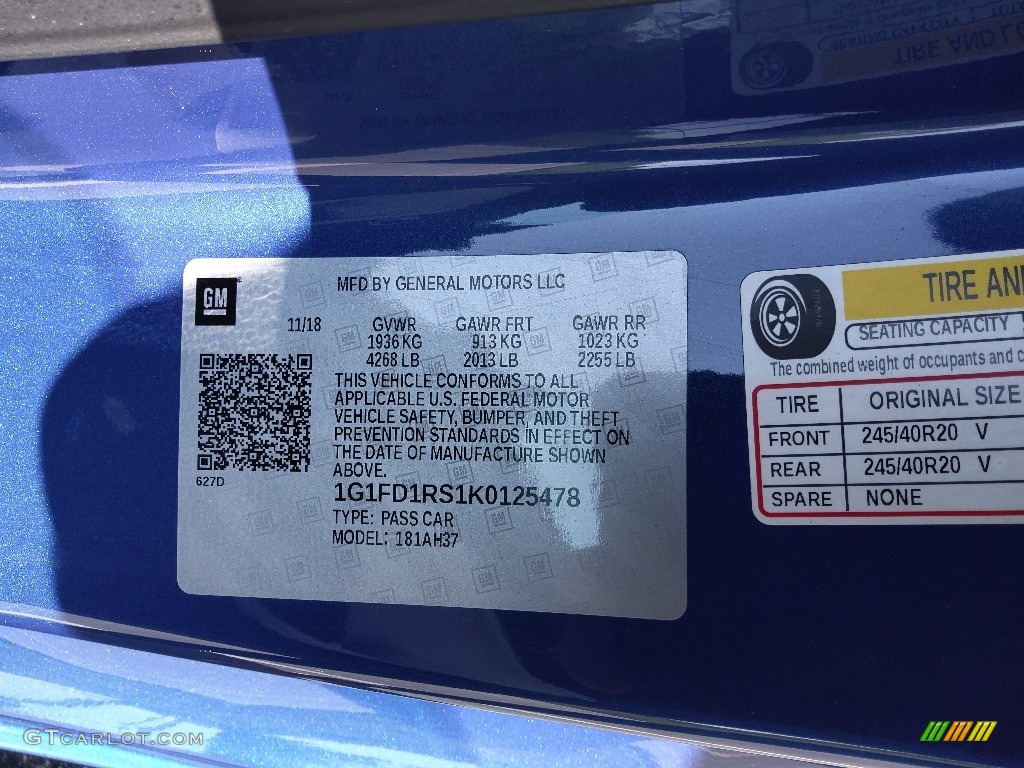 GM
MFD BY GENERAL MOTORS LLC
11/18 GVWR GAWR FRT GAWR RR
1936 KG 913 KG 1023 KG
4268 LB 2013 LB 2255 LB
THIS VEHICLE CONFORMS TO ALL
APPLICABLE U.S. FEDERAL MOTOR
VEHICLE SAFETY, BUMPER, AND THEFT
PREVENTION STANDARDS IN EFFECT ON
THE DATE OF MANUFACTURE SHOWN
ABOVE.
627D
1G1FD1RS1K0125478
TYPE: PASS CAR
MODEL: 181AH37
TIRE AN
SEATING CAPACITY
The combined weight of occupants and c
TIRE ORIGINAL SIZE
FRONT 245/40R20 V
REAR 245/40R20 V
SPARE NONE
GTcarlot.com